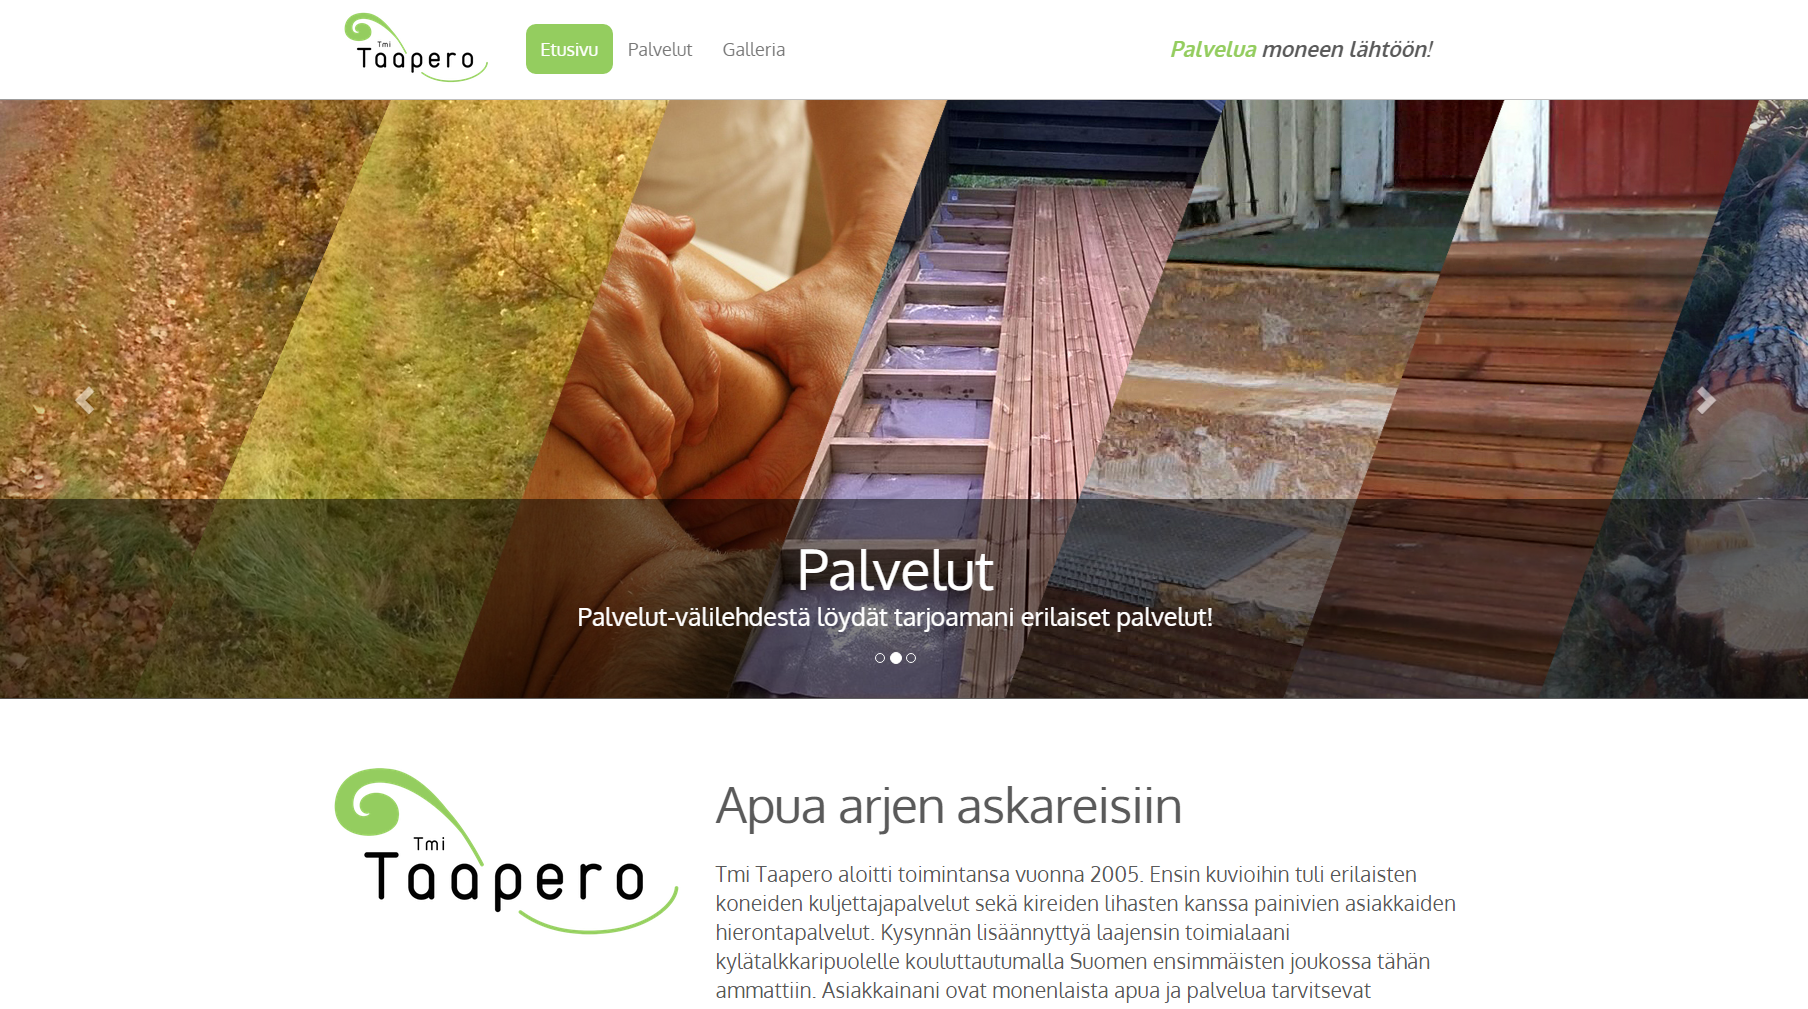 Tmi
Taapero
Etusivu
Palvelut
Galleria
Palvelua moneen lähtöön!
Palvelut
Palvelut-välilehdestä löydät tarjoamani erilaiset palvelut!
Tmi
Taapero
Apua arjen askareisiin
Tmi Taapero aloitti toimintansa vuonna 2005. Ensin kuvioihin tuli erilaisten
koneiden kuljettajapalvelut sekä kireiden lihasten kanssa painivien asiakkaiden
hierontapalvelut. Kysynnän lisäännyttyä laajensin toimialaani
kylätalkkaripuolelle kouluttautumalla Suomen ensimmäisten joukossa tähän
ammattiin. Asiakkainani ovat monenlaista apua ja palvelua tarvitsevat